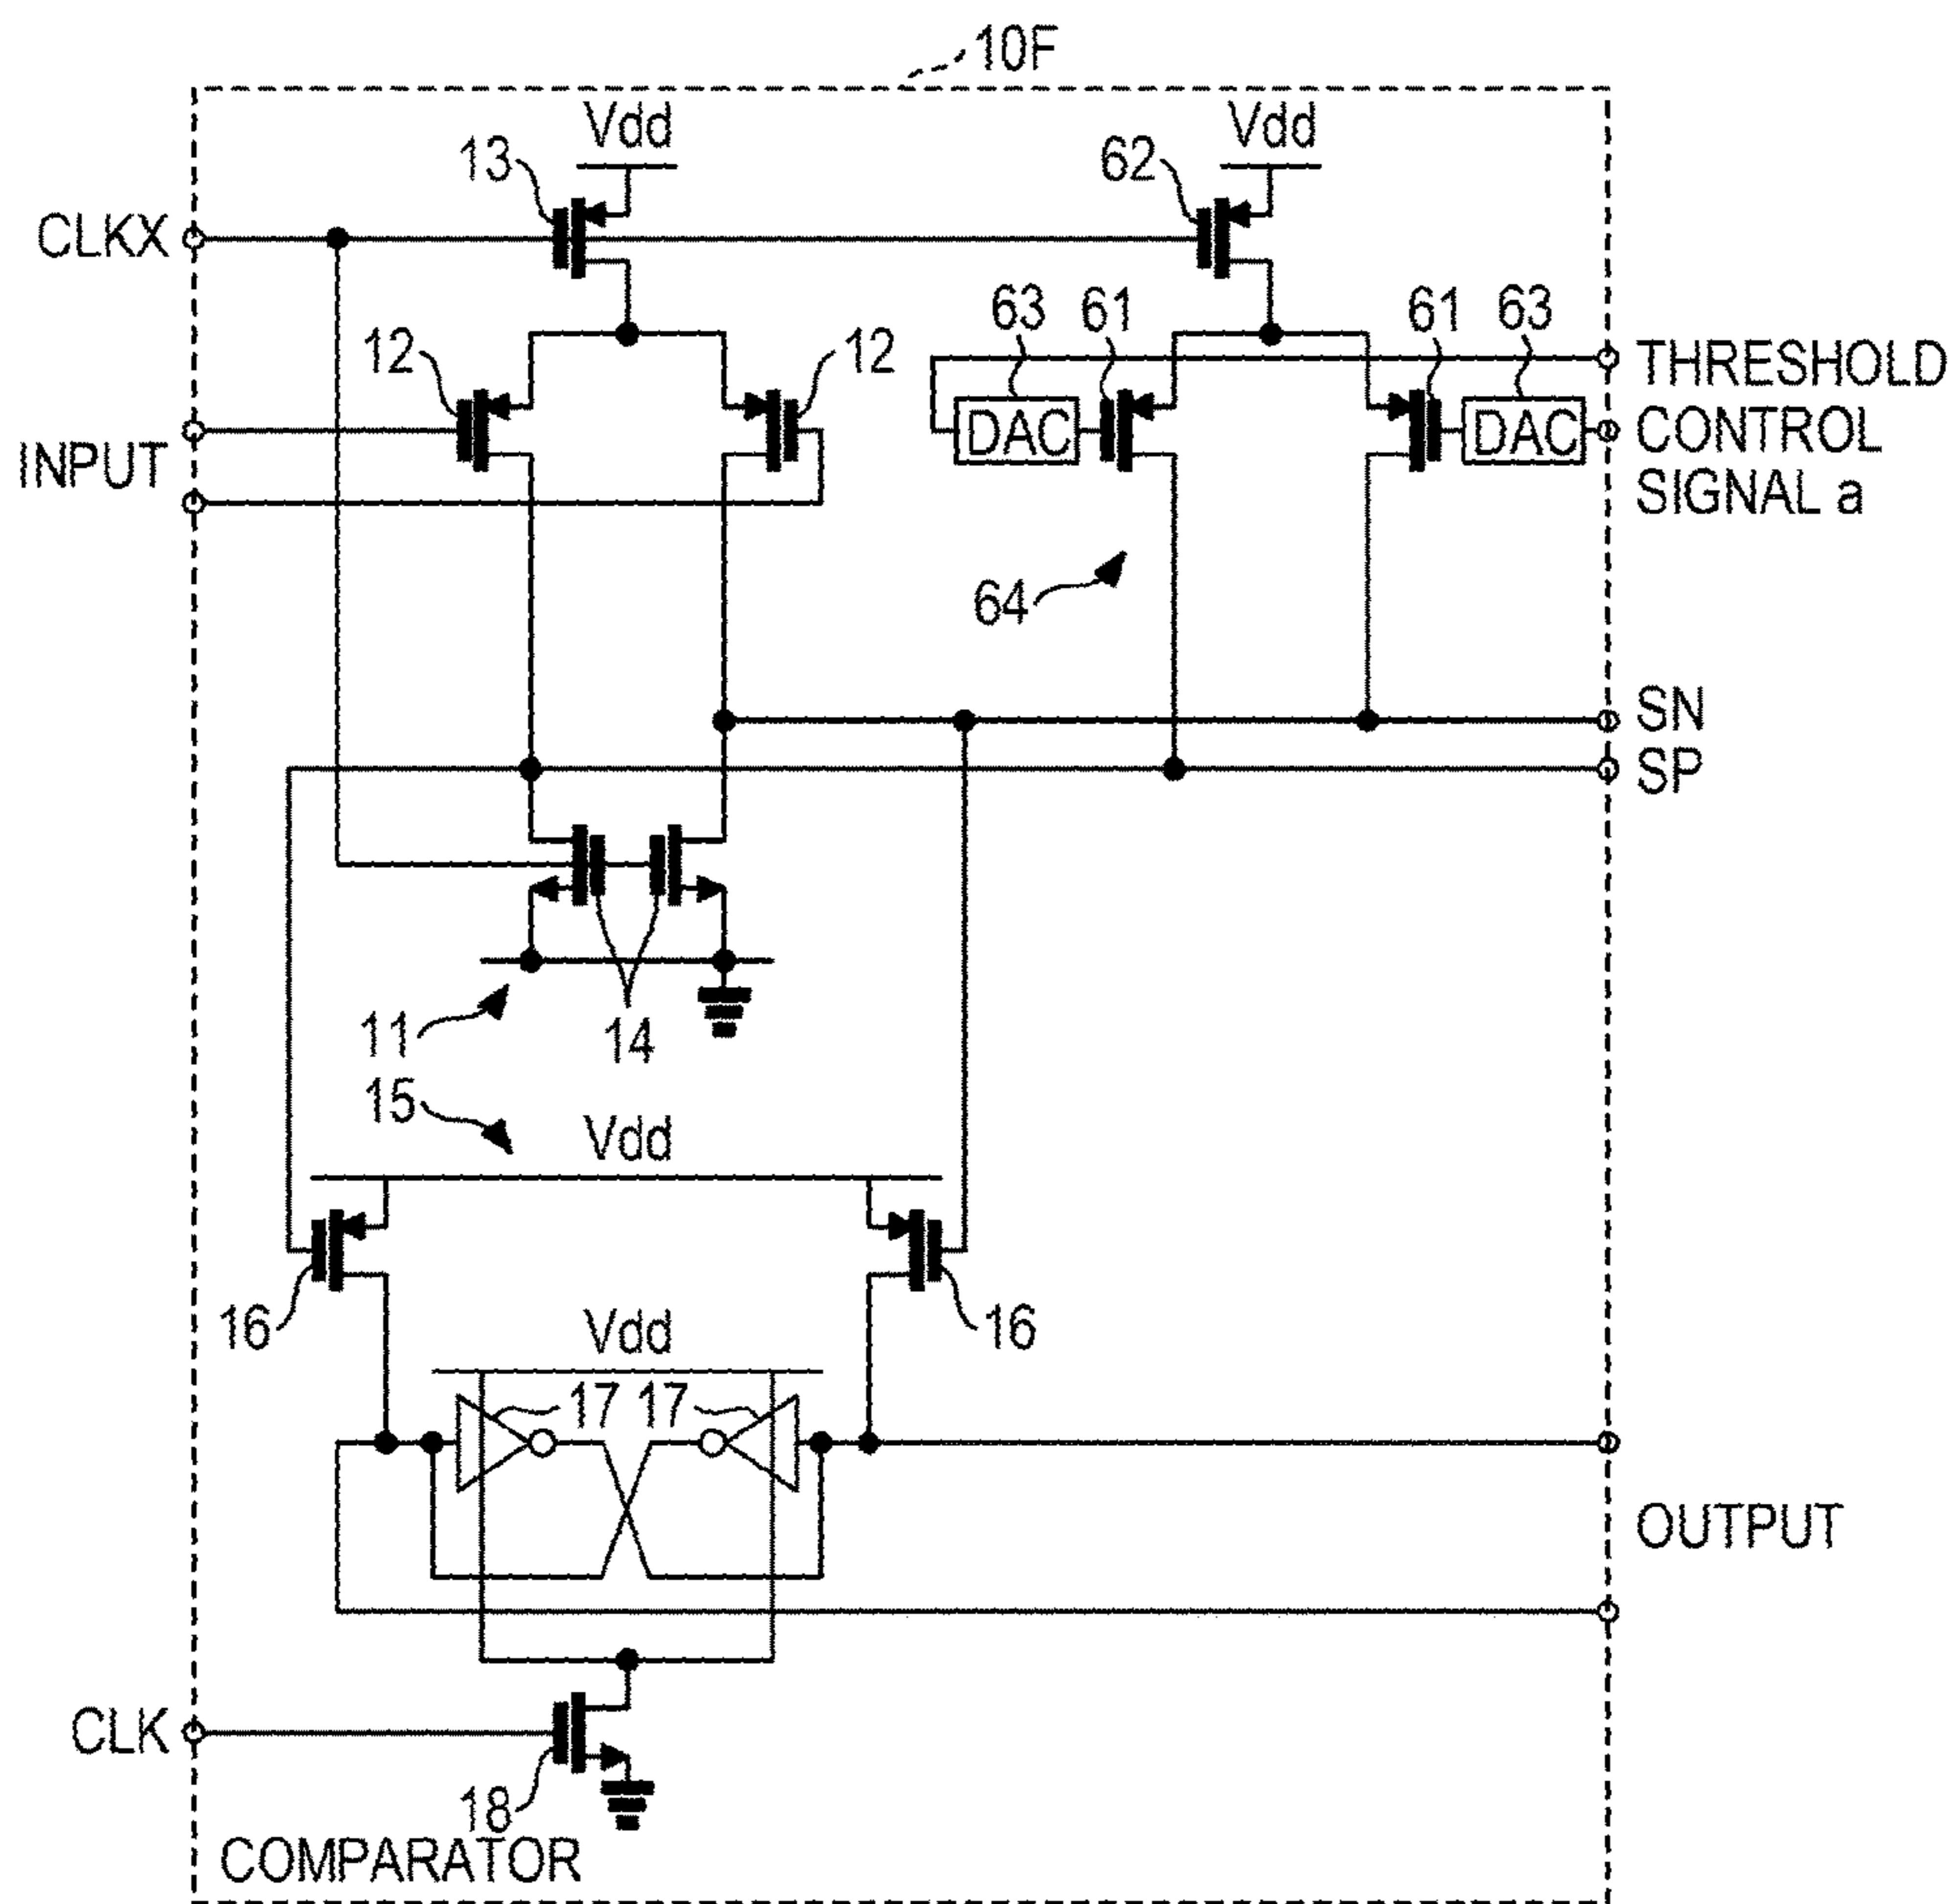 10F
Vdd
Vdd
13
62
CLKX
63
61
61
63
12
12
THRESHOLD
DAC
DAC
CONTROL
INPUT
SIGNAL a
64
SN
SP
11
14
15
Vdd
16
16
Vdd
17
17
OUTPUT
CLK
18
COMPARATOR